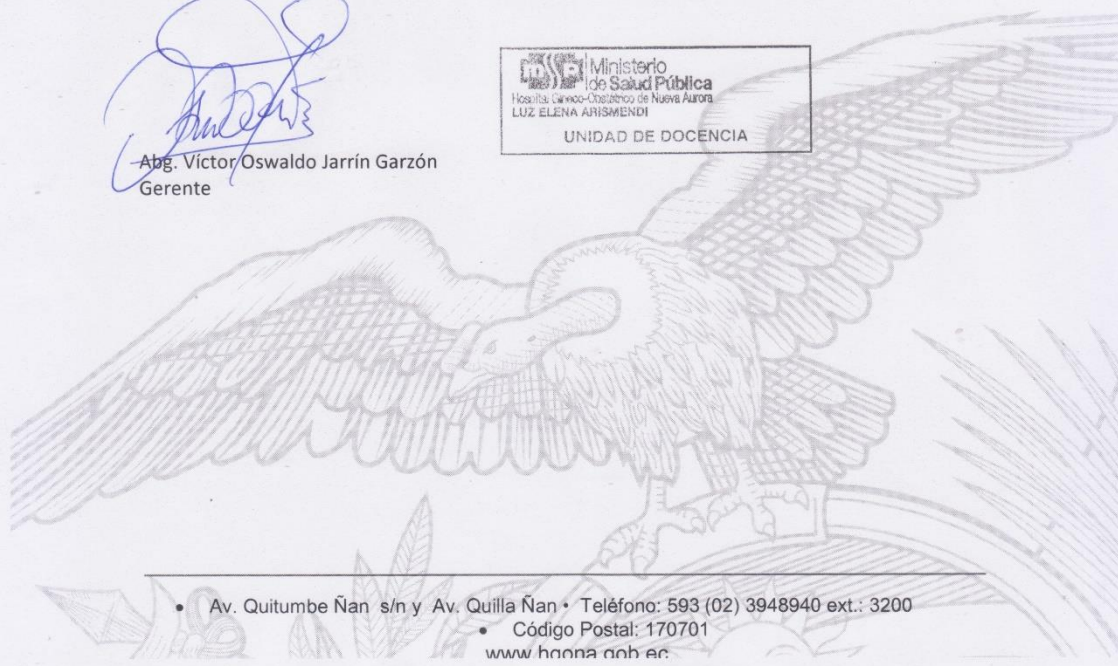 Abg. Víctor Oswaldo Jarrín Garzón
Gerente
msp Ministerio
de Salud Pública
Hospital Gineco-Obstétrico de Nueva Aurora
LUZ ELENA ARISMENDI
UNIDAD DE DOCENCIA
• Av. Quitumbe Ñan s/n y Av. Quilla Ñan • Teléfono: 593 (02) 3948940 ext.: 3200
• Código Postal: 170701
www.hgona.gob.ec